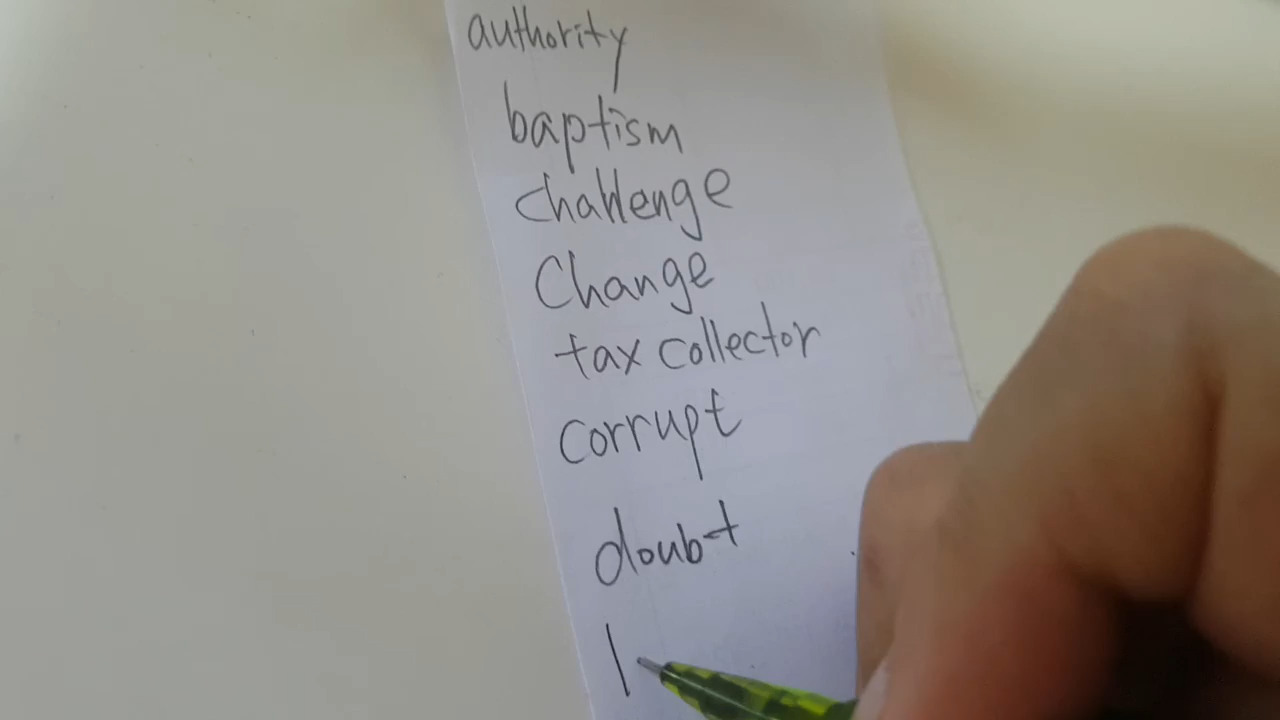 authority
baptism
challenge
Change
tax collector
corrupt
doubt